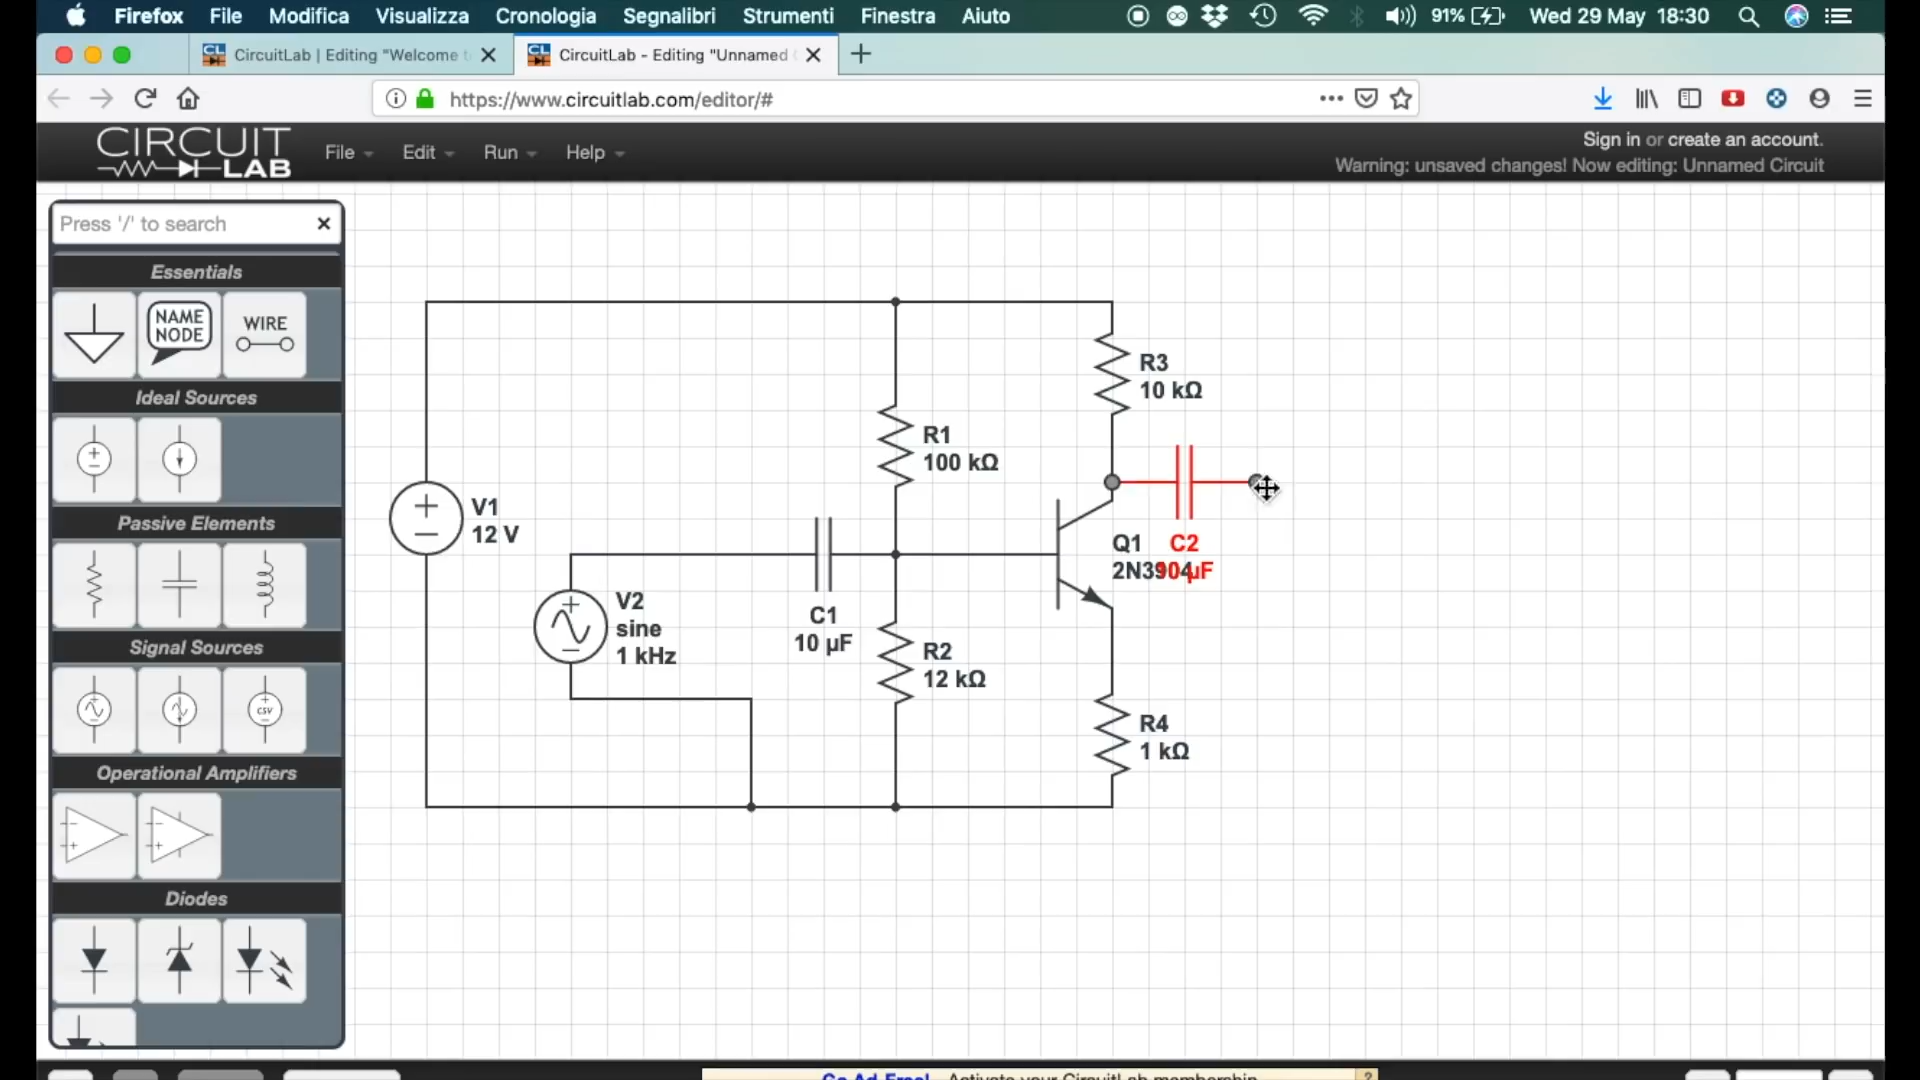 Firefox File Modifica Visualizza Cronologia Segnalibri Strumenti Finestra Aiuto 91% Wed 29 May 18:30
CircuitLab | Editing "Welcome t
CircuitLab - Editing "Unnamed
https://www.circuitlab.com/editor/#
CIRCUIT
LAB
File Edit Run Help
Sign in or create an account.
Warning: unsaved changes! Now editing: Unnamed Circuit
Press '/' to search
Essentials
NAME
NODE
WIRE
Ideal Sources
Passive Elements
Signal Sources
csv
Operational Amplifiers
Diodes
V1
12 V
V2
sine
1 kHz
C1
10 µF
R1
100 kΩ
R2
12 kΩ
R3
10 kΩ
Q1
C2
R4
1 kΩ